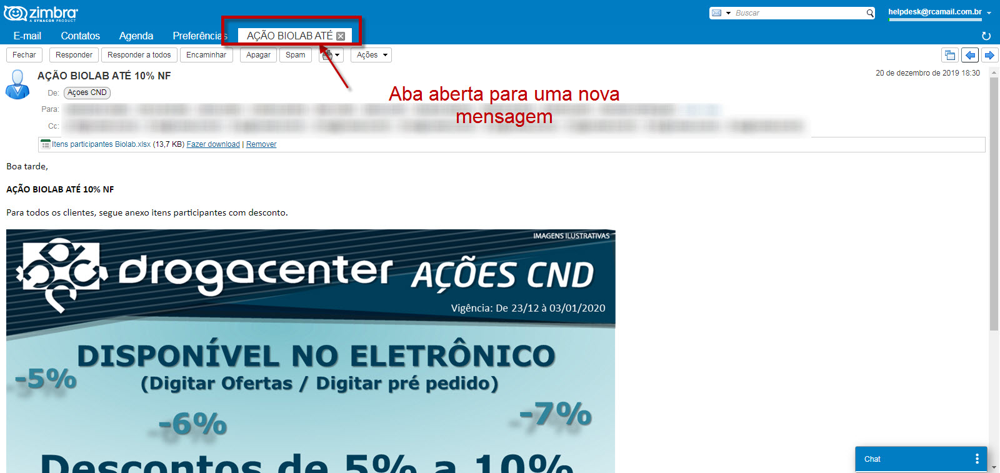 zimbra
A SYNACOR PRODUCT
Buscar
helpdesk@rcamail.com.br
E-mail Contatos Agenda Preferências AÇÃO BIOLAB ATÉ
Fechar Responder Responder a todos Encaminhar Apagar Spam Ações
AÇÃO BIOLAB ATÉ 10% NF
20 de dezembro de 2019 18:30
De: Açoes CND
Aba aberta para uma nova
mensagem
Para:
Cc:
Itens participantes Biolab.xlsx (13,7 KB) Fazer download | Remover
Boa tarde,
AÇÃO BIOLAB ATÉ 10% NF
Para todos os clientes, segue anexo itens participantes com desconto.
IMAGENS ILUSTRATIVAS
drogacenter AÇÕES CND
Vigência: De 23/12 à 03/01/2020
DISPONÍVEL NO ELETRÔNICO
(Digitar Ofertas / Digitar pré pedido)
-5%
-6%
-7%
Descontos de 5% a 10%
Chat